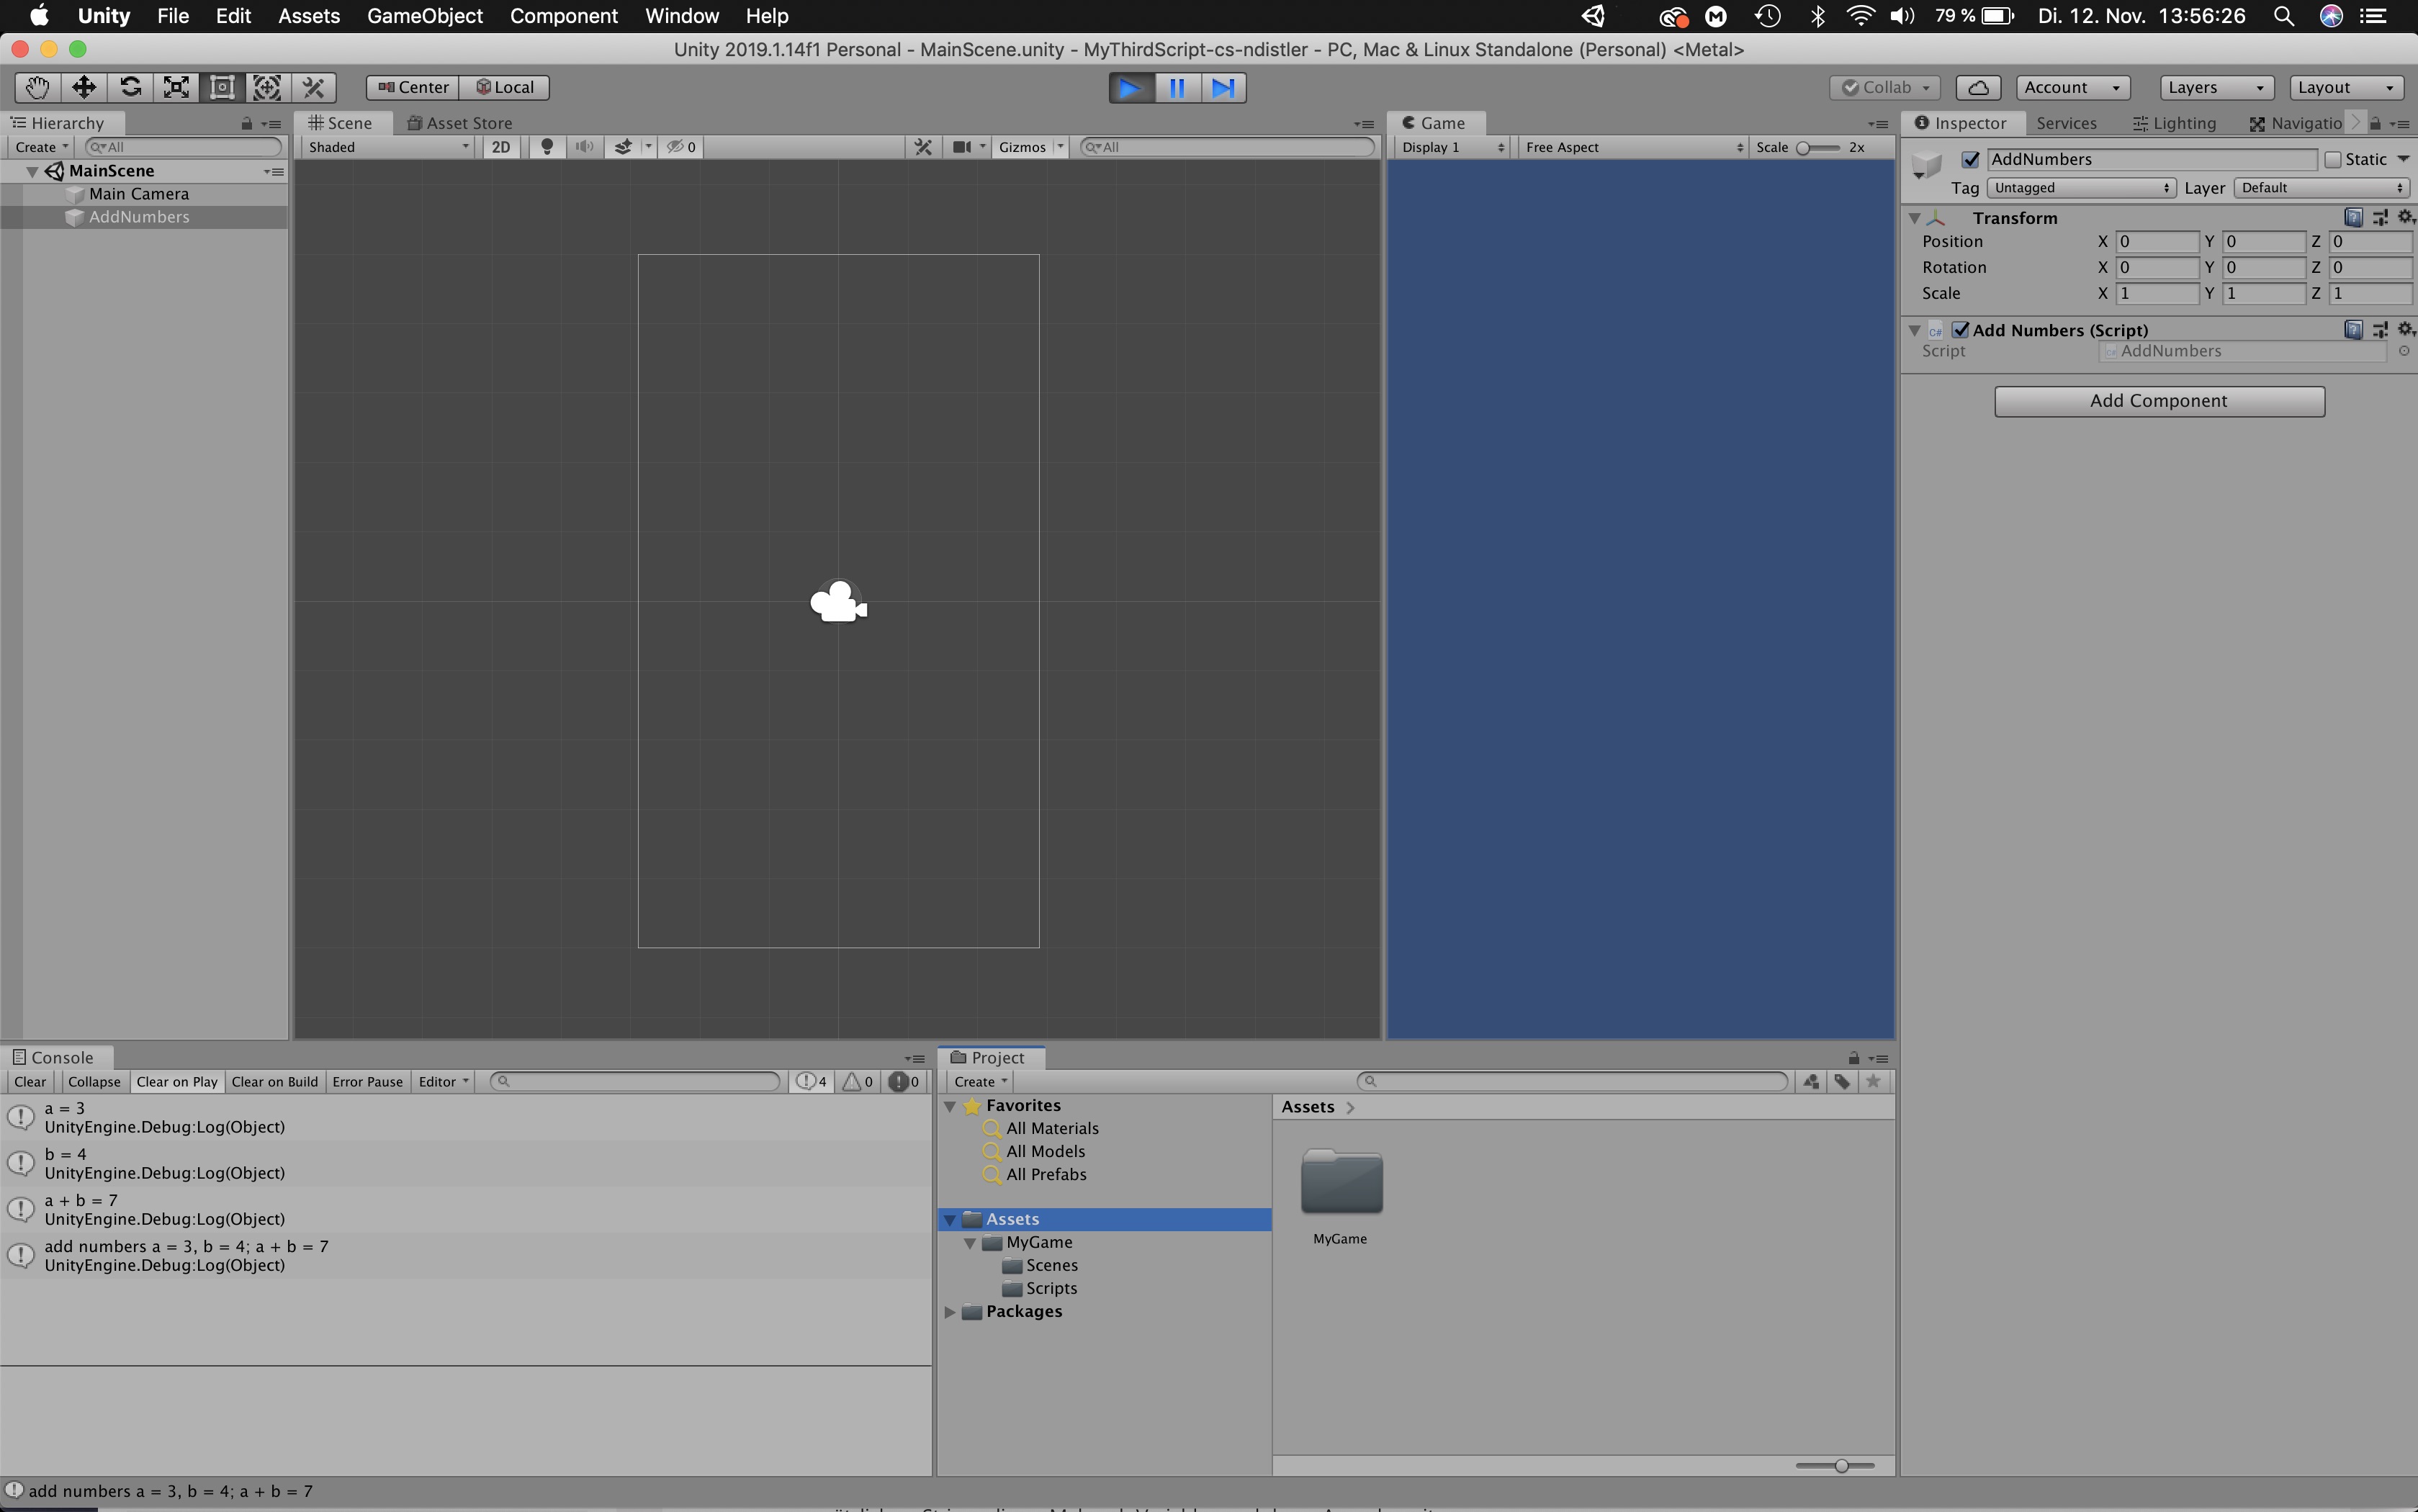 Unity File Edit Assets GameObject Component Window Help 79 % Di. 12. Nov. 13:56:26
Unity 2019.1.14f1 Personal - MainScene.unity - MyThirdScript-cs-ndistler - PC, Mac & Linux Standalone (Personal) <Metal>
Center Local Collab Account Layers Layout
Hierarchy
Create All
MainScene
Main Camera
AddNumbers
Scene Asset Store
Shaded 2D 0 Gizmos All
Game
Display 1 Free Aspect Scale 2x
Inspector Services Lighting Navigatio
AddNumbers Static
Tag Untagged Layer Default
Transform
Position X 0 Y 0 Z 0
Rotation X 0 Y 0 Z 0
Scale X 1 Y 1 Z 1
C# Add Numbers (Script)
Script AddNumbers
Add Component
Console
Clear Collapse Clear on Play Clear on Build Error Pause Editor 4 0 0
a = 3
UnityEngine.Debug:Log(Object)
b = 4
UnityEngine.Debug:Log(Object)
a + b = 7
UnityEngine.Debug:Log(Object)
add numbers a = 3, b = 4; a + b = 7
UnityEngine.Debug:Log(Object)
Project
Create
Favorites
All Materials
All Models
All Prefabs
Assets
MyGame
Scenes
Scripts
Packages
Assets
MyGame
add numbers a = 3, b = 4; a + b = 7